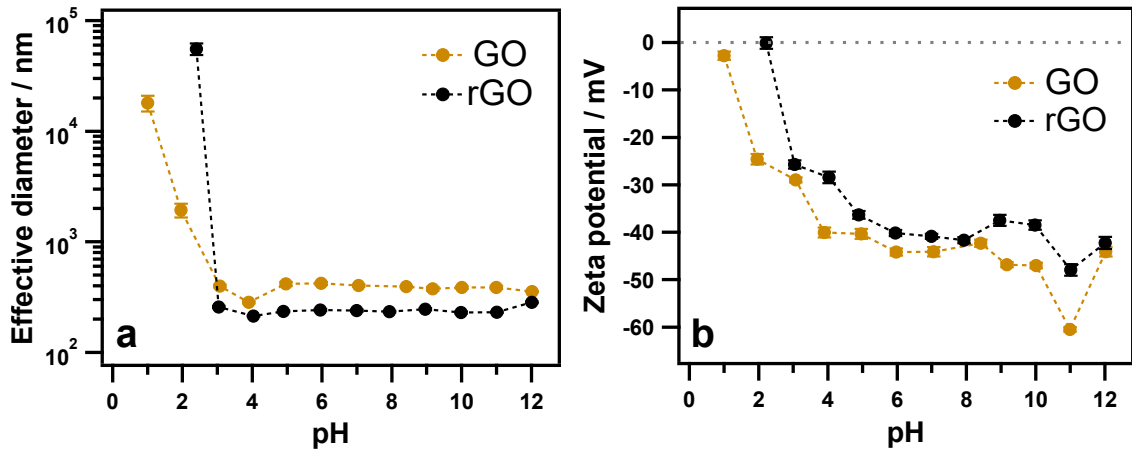 Effective diameter / nm
10⁵
10⁴
10³
10²
GO
rGO
a
0 2 4 6 8 10 12
pH
Zeta potential / mV
0
-10
-20
-30
-40
-50
-60
GO
rGO
b
0 2 4 6 8 10 12
pH